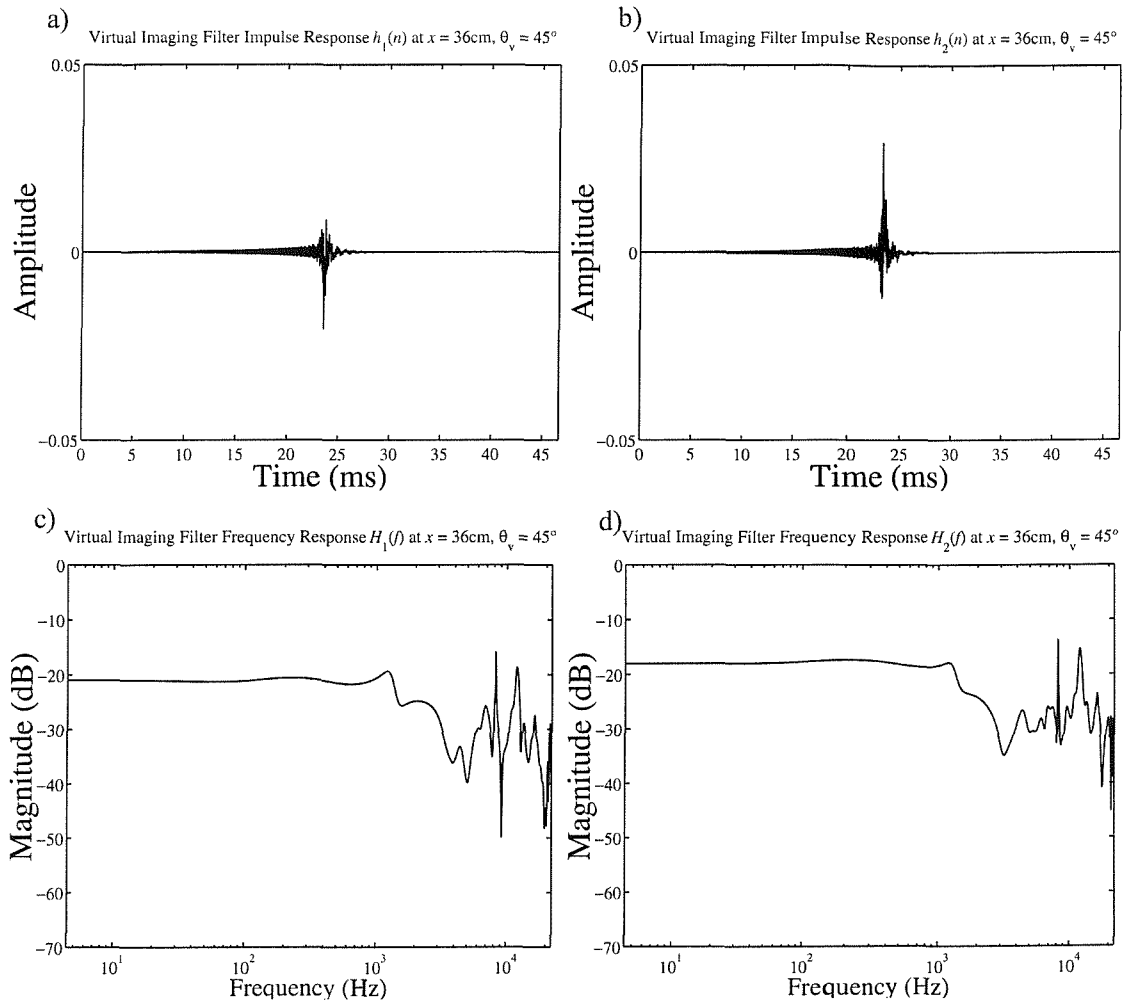 a)
Virtual Imaging Filter Impulse Response h1(n) at x = 36cm, θv = 45°
0.05
0
−0.05
Amplitude
0 5 10 15 20 25 30 35 40 45
Time (ms)
b)
Virtual Imaging Filter Impulse Response h2(n) at x = 36cm, θv = 45°
0.05
0
−0.05
Amplitude
0 5 10 15 20 25 30 35 40 45
Time (ms)
c)
Virtual Imaging Filter Frequency Response H1(f) at x = 36cm, θv = 45°
0
−10
−20
−30
−40
−50
−60
−70
Magnitude (dB)
10^1 10^2 10^3 10^4
Frequency (Hz)
d)
Virtual Imaging Filter Frequency Response H2(f) at x = 36cm, θv = 45°
0
−10
−20
−30
−40
−50
−60
−70
Magnitude (dB)
10^1 10^2 10^3 10^4
Frequency (Hz)